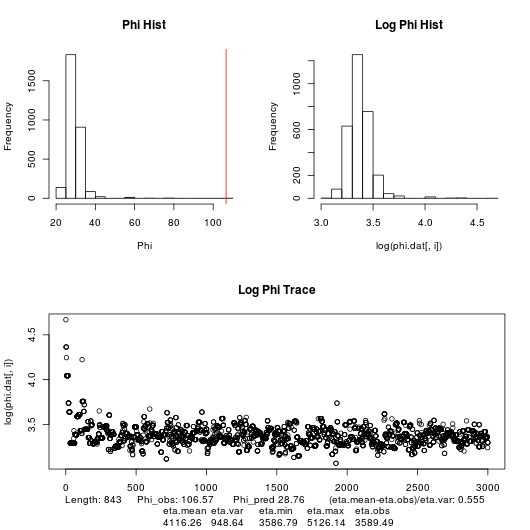 Phi Hist
Log Phi Hist
Frequency
0 500 1000 1500
20 40 60 80 100
Phi
Frequency
0 200 600 1000
3.0 3.5 4.0 4.5
log(phi.dat[, i])
Log Phi Trace
log(phi.dat[, i])
3.5 4.0 4.5
0 500 1000 1500 2000 2500 3000
Length: 843 Phi_obs: 106.57 Phi_pred 28.76 (eta.mean-eta.obs)/eta.var: 0.555
eta.mean eta.var eta.min eta.max eta.obs
4116.26 948.64 3586.79 5126.14 3589.49